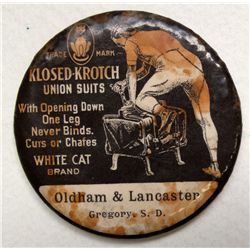 TRADE MARK
KLOSED-KROTCH
UNION SUITS
With Opening Down
One Leg
Never Binds,
Cuts or Chafes
WHITE CAT
BRAND
Oldham & Lancaster
Gregory, S. D.